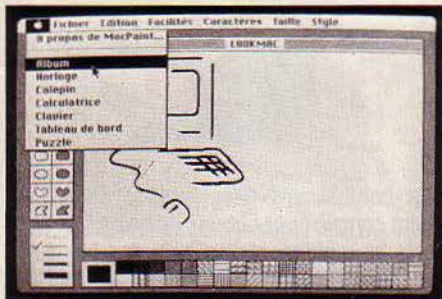 Fichier Edition Facilités Caractères Taille Style
LOOKMAC
à propos de MacPaint...
Album
Horloge
Calepin
Calculatrice
Clavier
Tableau de bord
Puzzle